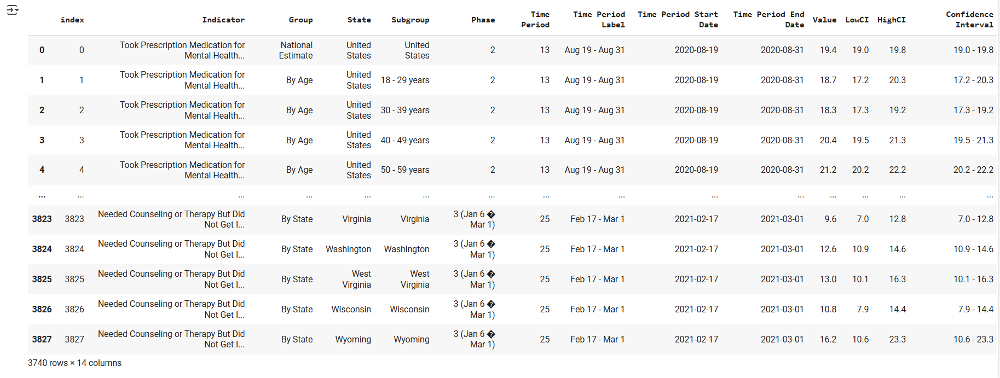 index Indicator Group State Subgroup Phase Time Period Time Period Label Time Period Start Date Time Period End Date Value LowCI HighCI Confidence Interval
0 0 Took Prescription Medication for Mental Health... National Estimate United States United States 2 13 Aug 19 - Aug 31 2020-08-19 2020-08-31 19.4 19.0 19.8 19.0 - 19.8
1 1 Took Prescription Medication for Mental Health... By Age United States 18 - 29 years 2 13 Aug 19 - Aug 31 2020-08-19 2020-08-31 18.7 17.2 20.3 17.2 - 20.3
2 2 Took Prescription Medication for Mental Health... By Age United States 30 - 39 years 2 13 Aug 19 - Aug 31 2020-08-19 2020-08-31 18.3 17.3 19.2 17.3 - 19.2
3 3 Took Prescription Medication for Mental Health... By Age United States 40 - 49 years 2 13 Aug 19 - Aug 31 2020-08-19 2020-08-31 20.4 19.5 21.3 19.5 - 21.3
4 4 Took Prescription Medication for Mental Health... By Age United States 50 - 59 years 2 13 Aug 19 - Aug 31 2020-08-19 2020-08-31 21.2 20.2 22.2 20.2 - 22.2
... ... ... ... ... ... ... ... ... ... ... ... ... ... ...
3823 3823 Needed Counseling or Therapy But Did Not Get I... By State Virginia Virginia 3 (Jan 6 � Mar 1) 25 Feb 17 - Mar 1 2021-02-17 2021-03-01 9.6 7.0 12.8 7.0 - 12.8
3824 3824 Needed Counseling or Therapy But Did Not Get I... By State Washington Washington 3 (Jan 6 � Mar 1) 25 Feb 17 - Mar 1 2021-02-17 2021-03-01 12.6 10.9 14.6 10.9 - 14.6
3825 3825 Needed Counseling or Therapy But Did Not Get I... By State West Virginia West Virginia 3 (Jan 6 � Mar 1) 25 Feb 17 - Mar 1 2021-02-17 2021-03-01 13.0 10.1 16.3 10.1 - 16.3
3826 3826 Needed Counseling or Therapy But Did Not Get I... By State Wisconsin Wisconsin 3 (Jan 6 � Mar 1) 25 Feb 17 - Mar 1 2021-02-17 2021-03-01 10.8 7.9 14.4 7.9 - 14.4
3827 3827 Needed Counseling or Therapy But Did Not Get I... By State Wyoming Wyoming 3 (Jan 6 � Mar 1) 25 Feb 17 - Mar 1 2021-02-17 2021-03-01 16.2 10.6 23.3 10.6 - 23.3
3740 rows × 14 columns